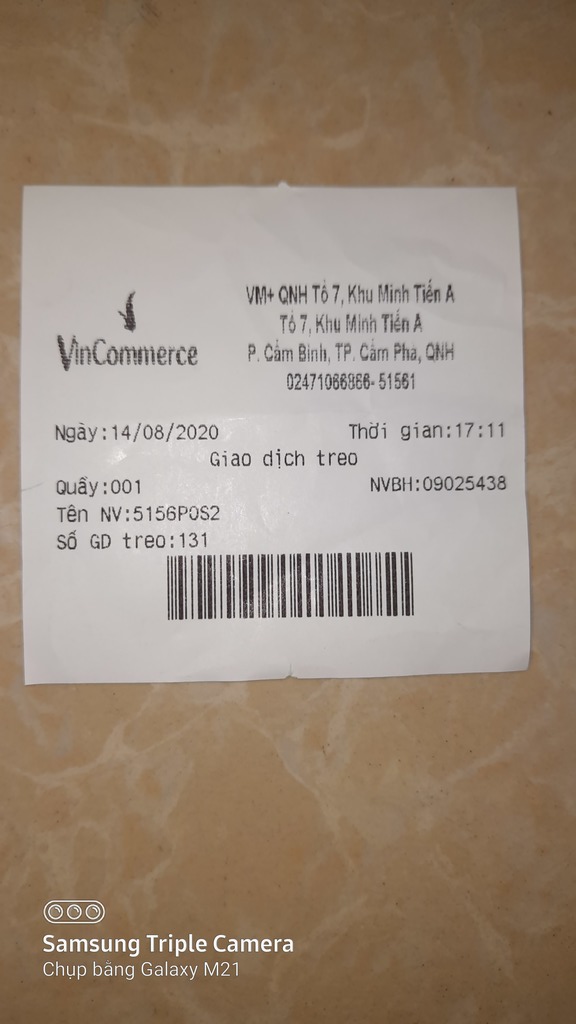 VinCommerce
VM+ QNH Tổ 7, Khu Minh Tiến A
Tổ 7, Khu Minh Tiến A
P. Cẩm Bình, TP. Cẩm Phả, QNH
02471066866- 51561
Ngày:14/08/2020 Thời gian:17:11
Giao dịch treo
Quầy:001 NVBH:09025438
Tên NV:5156POS2
Số GD treo:131
Samsung Triple Camera
Chụp bằng Galaxy M21